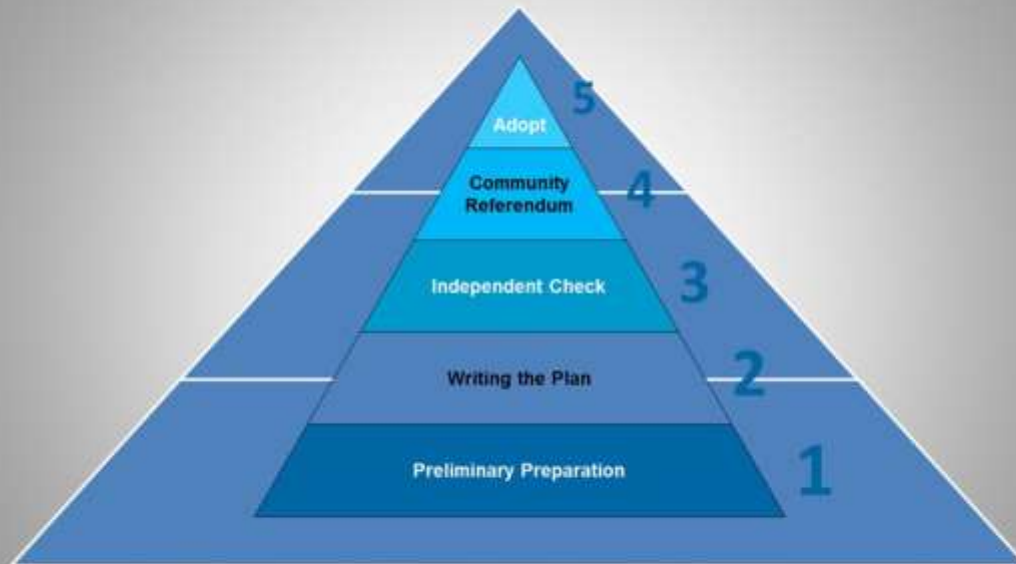 5
Adopt
4
Community
Referendum
3
Independent Check
2
Writing the Plan
1
Preliminary Preparation